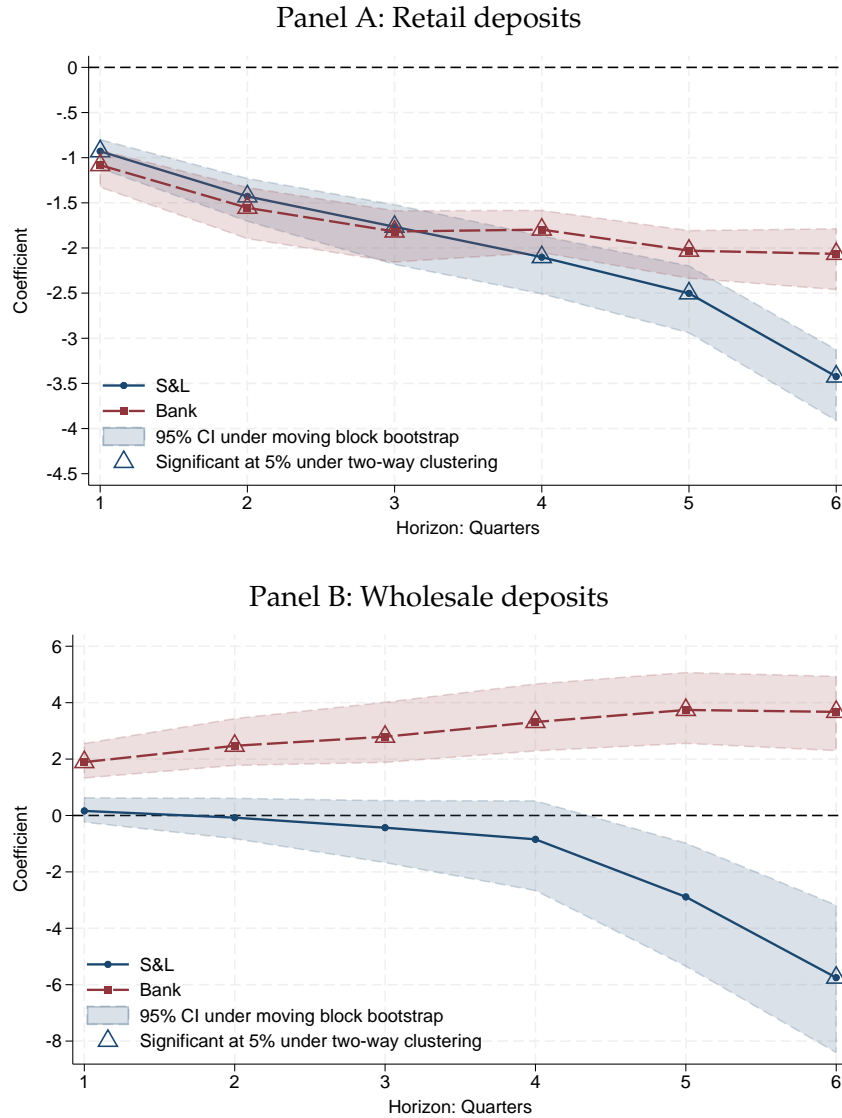 Panel A: Retail deposits
0
-.5
-1
-1.5
-2
-2.5
-3
-3.5
-4
-4.5
Coefficient
S&L
Bank
95% CI under moving block bootstrap
Significant at 5% under two-way clustering
1 2 3 4 5 6
Horizon: Quarters
Panel B: Wholesale deposits
6
4
2
0
-2
-4
-6
-8
Coefficient
S&L
Bank
95% CI under moving block bootstrap
Significant at 5% under two-way clustering
1 2 3 4 5 6
Horizon: Quarters